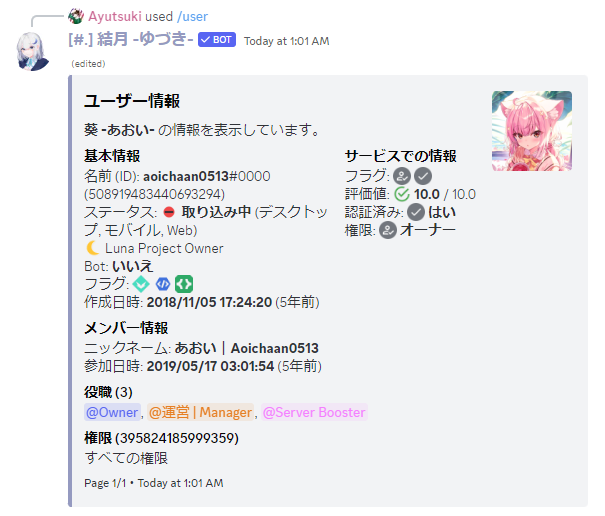 Ayutsuki used /user
[#.] 結月 -ゆづき- BOT Today at 1:01 AM
(edited)
ユーザー情報
葵 -あおい- の情報を表示しています。
基本情報
名前 (ID): aoichaan0513#0000
(508919483440693294)
ステータス: 取り込み中 (デスクトッ
プ, モバイル, Web)
Luna Project Owner
Bot: いいえ
フラグ:
作成日時: 2018/11/05 17:24:20 (5年前)
サービスでの情報
フラグ:
評価値: 10.0 / 10.0
認証済み: はい
権限: オーナー
メンバー情報
ニックネーム: あおい | Aoichaan0513
参加日時: 2019/05/17 03:01:54 (5年前)
役職 (3)
@Owner, @運営 | Manager, @Server Booster
権限 (395824185999359)
すべての権限
Page 1/1 • Today at 1:01 AM